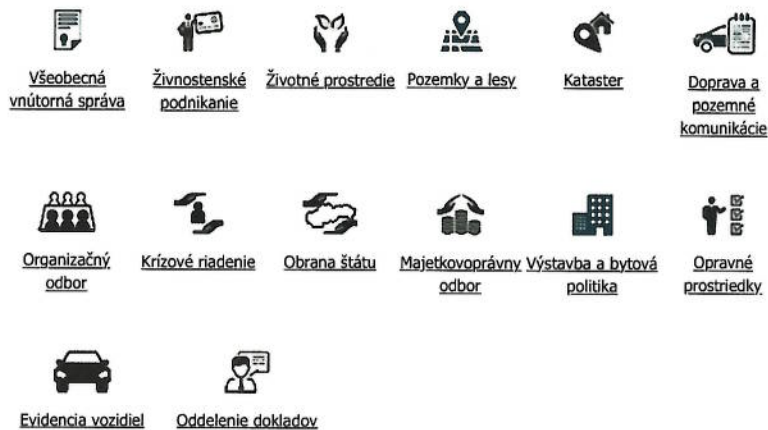 Všeobecná
vnútorná správa
Živnostenské
podnikanie
Životné prostredie
Pozemky a lesy
Kataster
Doprava a
pozemné
komunikácie
Organizačný
odbor
Krízové riadenie
Obrana štátu
Majetkovoprávny
odbor
Výstavba a bytová
politika
Opravné
prostriedky
Evidencia vozidiel
Oddelenie dokladov